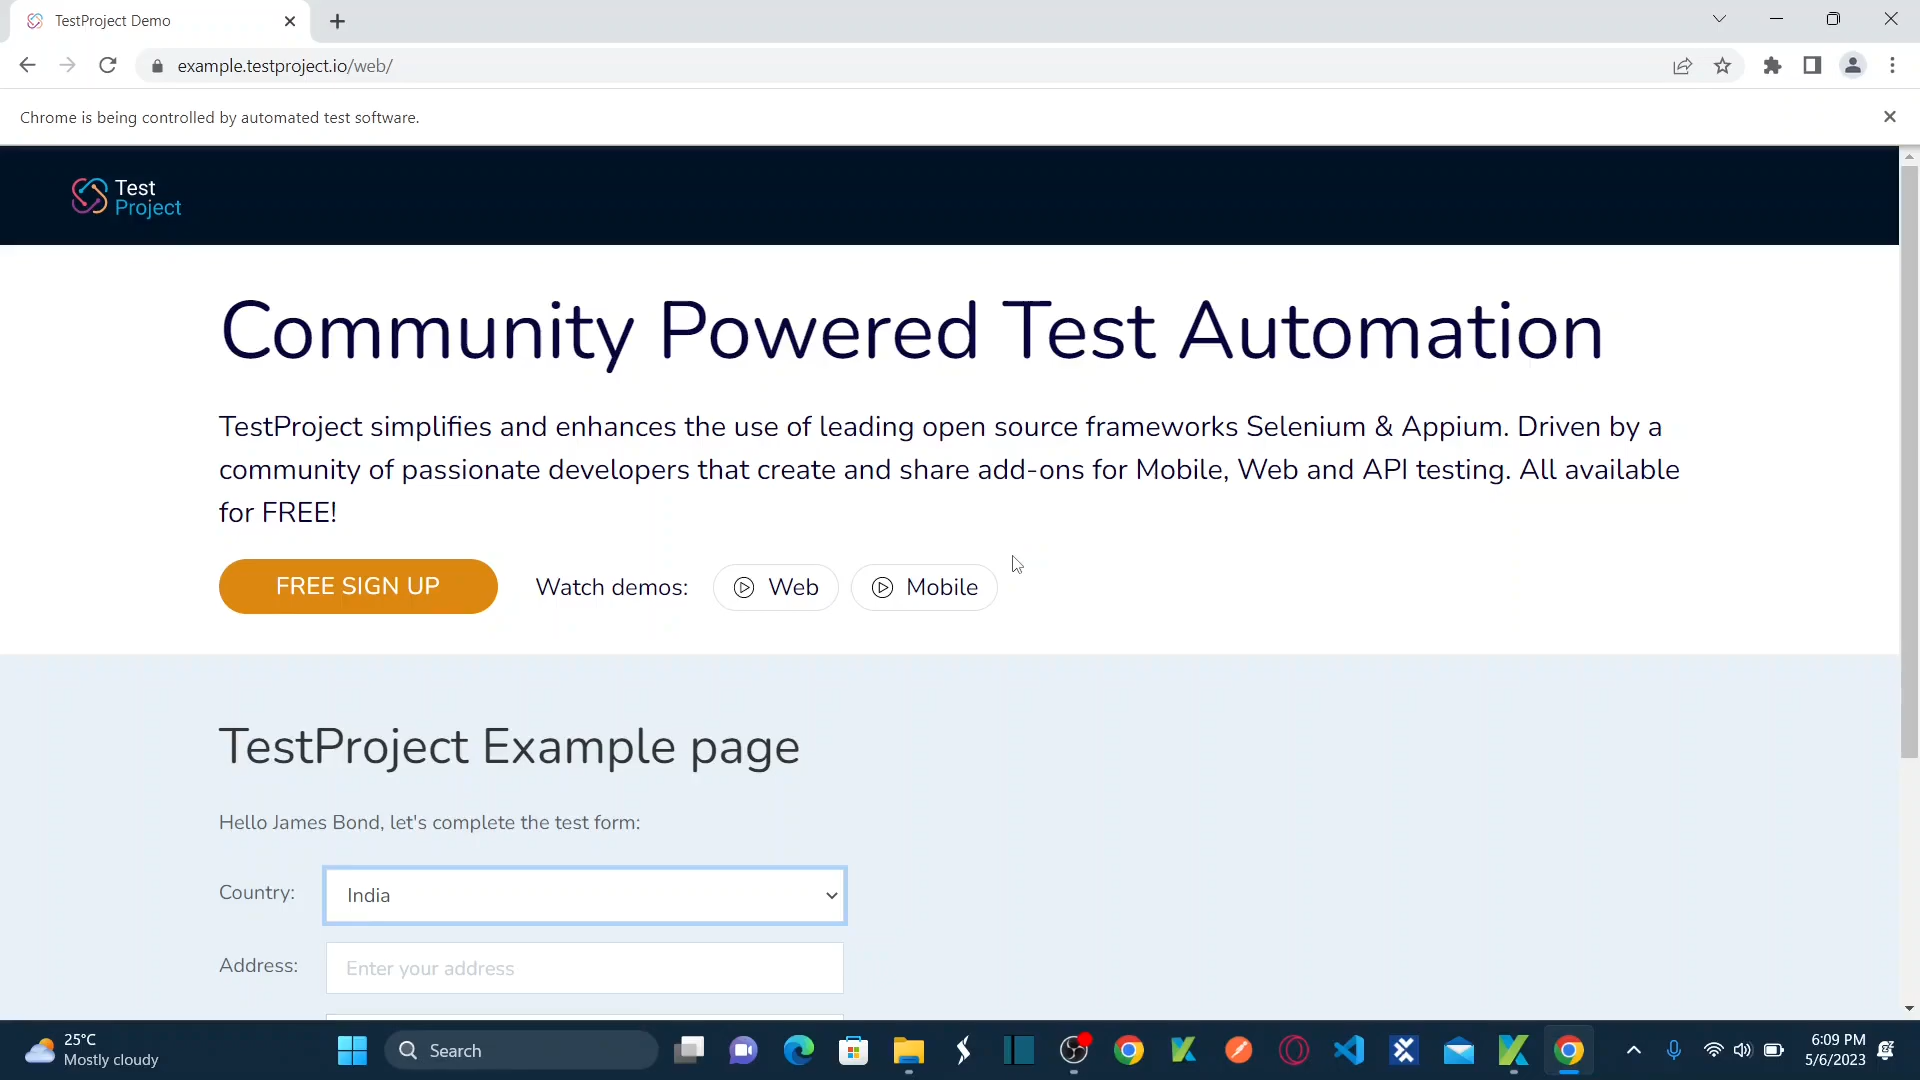 TestProject Demo
example.testproject.io/web/
Chrome is being controlled by automated test software.
Test
Project
Community Powered Test Automation
TestProject simplifies and enhances the use of leading open source frameworks Selenium & Appium. Driven by a
community of passionate developers that create and share add-ons for Mobile, Web and API testing. All available
for FREE!
FREE SIGN UP
Watch demos:
Web
Mobile
TestProject Example page
Hello James Bond, let's complete the test form:
Country:
India
Address:
Enter your address
25°C
Mostly cloudy
Search
6:09 PM
5/6/2023